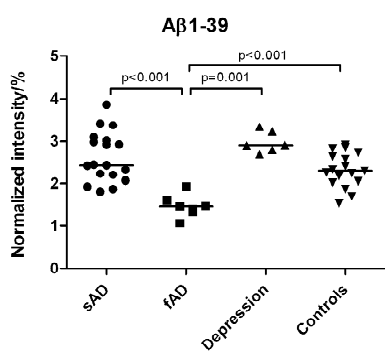 Aβ1-39
Normalized intensity/%
5
4
3
2
1
0
p<0.001
p<0.001
p=0.001
sAD
fAD
Depression
Controls